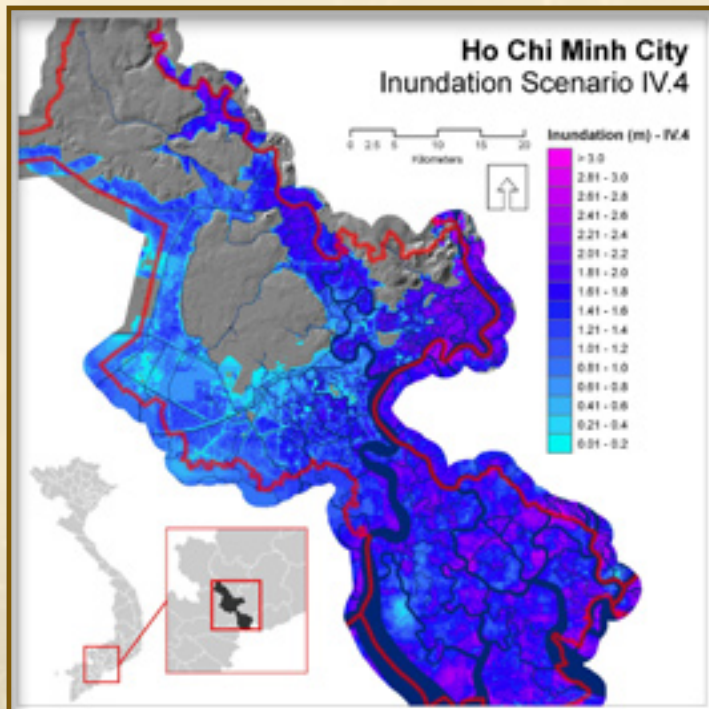 Ho Chi Minh City
Inundation Scenario IV.4
0 2.5 5 10 15 20
Kilometers
Inundation (m) - IV.4
> 3.0
2.81 - 3.0
2.61 - 2.8
2.41 - 2.6
2.21 - 2.4
2.01 - 2.2
1.81 - 2.0
1.61 - 1.8
1.41 - 1.6
1.21 - 1.4
1.01 - 1.2
0.81 - 1.0
0.61 - 0.8
0.41 - 0.6
0.21 - 0.4
0.01 - 0.2